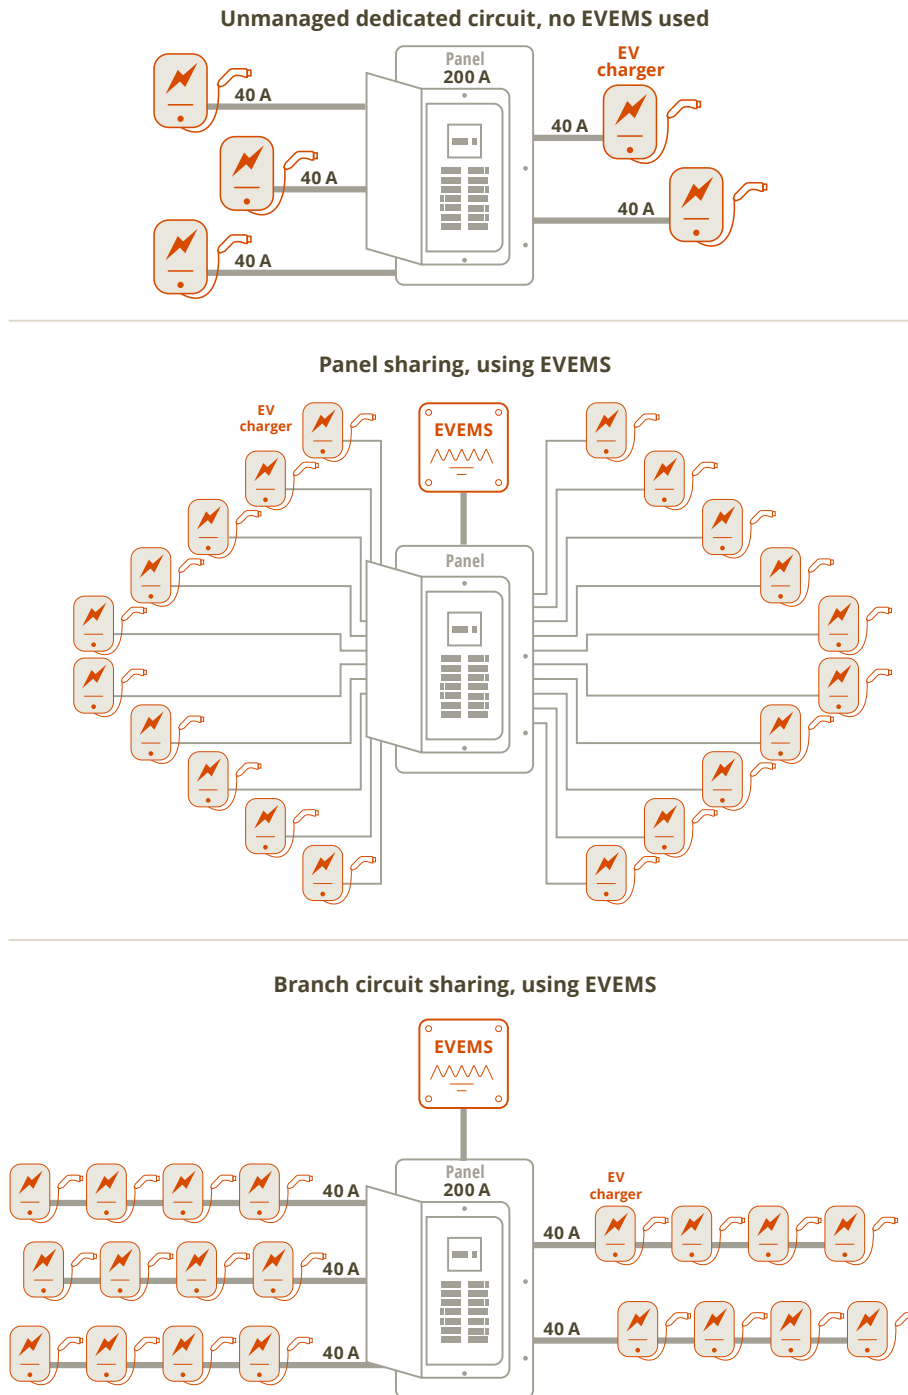 Unmanaged dedicated circuit, no EVEMS used
Panel
200 A
EV
charger
40 A
40 A
40 A
40 A
40 A
Panel sharing, using EVEMS
EV
charger
EVEMS
Panel
Branch circuit sharing, using EVEMS
EVEMS
Panel
200 A
EV
charger
40 A
40 A
40 A
40 A
40 A